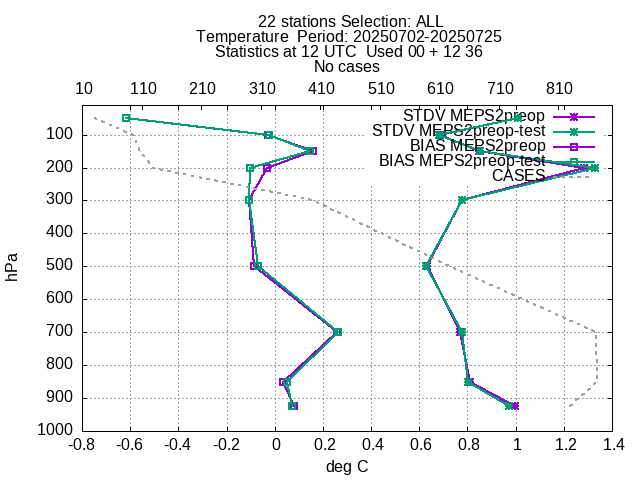 22 stations Selection: ALL
Temperature  Period: 20250702-20250725
Statistics at 12 UTC  Used 00 + 12 36
No cases
10 110 210 310 410 510 610 710 810
STDV MEPS2preop
STDV MEPS2preop-test
BIAS MEPS2preop
BIAS MEPS2preop-test
CASES
hPa
100
200
300
400
500
600
700
800
900
1000
-0.8 -0.6 -0.4 -0.2 0 0.2 0.4 0.6 0.8 1 1.2 1.4
deg C